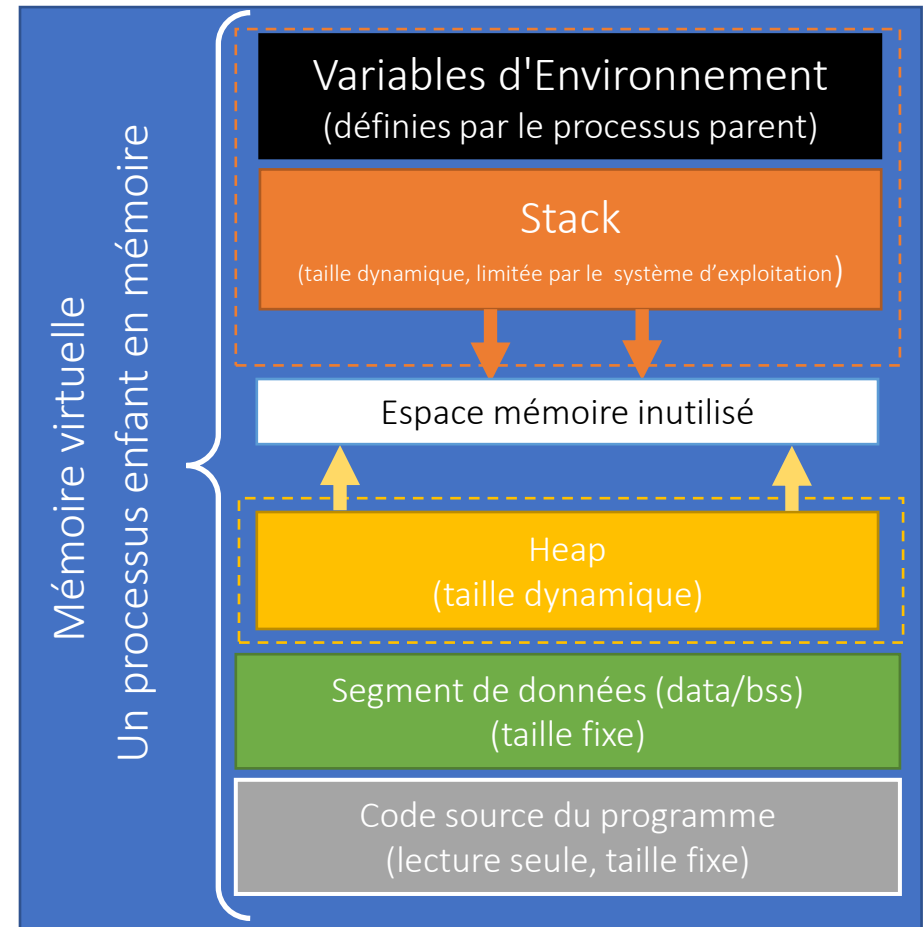 Mémoire virtuelle
Un processus enfant en mémoire
Variables d'Environnement
(définies par le processus parent)
Stack
(taille dynamique, limitée par le système d’exploitation)
Espace mémoire inutilisé
Heap
(taille dynamique)
Segment de données (data/bss)
(taille fixe)
Code source du programme
(lecture seule, taille fixe)